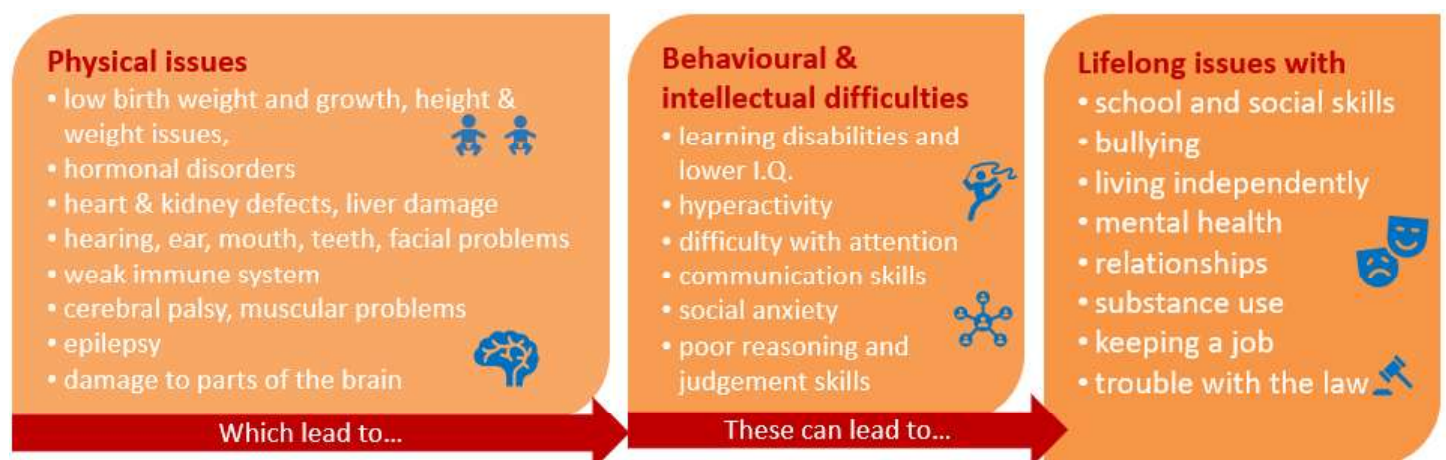 Physical issues
• low birth weight and growth, height &
weight issues,
• hormonal disorders
• heart & kidney defects, liver damage
• hearing, ear, mouth, teeth, facial problems
• weak immune system
• cerebral palsy, muscular problems
• epilepsy
• damage to parts of the brain
Which lead to...
Behavioural &
intellectual difficulties
• learning disabilities and
lower I.Q.
• hyperactivity
• difficulty with attention
• communication skills
• social anxiety
• poor reasoning and
judgement skills
These can lead to...
Lifelong issues with
• school and social skills
• bullying
• living independently
• mental health
• relationships
• substance use
• keeping a job
• trouble with the law